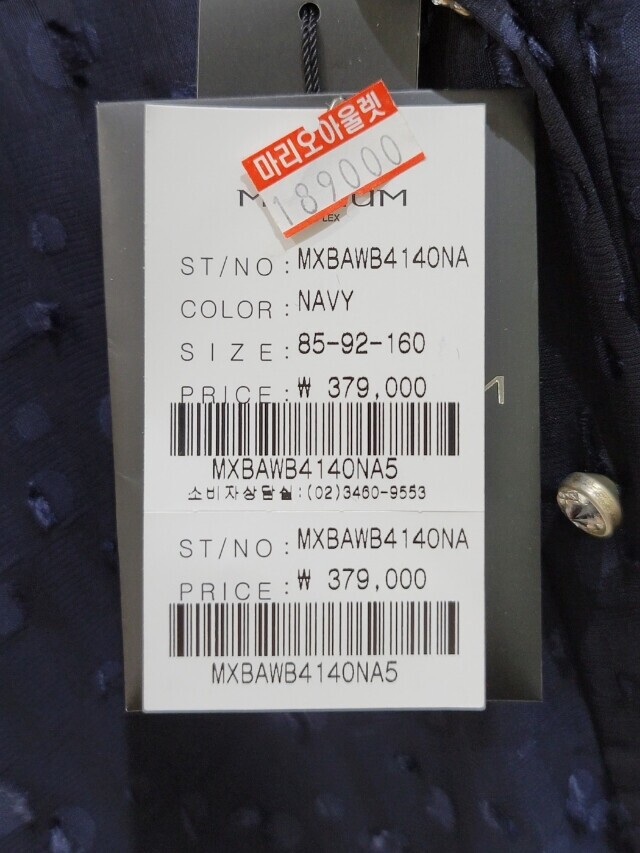 마리오아울렛
189000
LEX
ST/NO : MXBAWB4140NA
COLOR : NAVY
SIZE : 85-92-160
PRICE : ₩ 379,000
MXBAWB4140NA5
소비자상담실:(02)3460-9553
ST/NO : MXBAWB4140NA
PRICE : ₩ 379,000
MXBAWB4140NA5